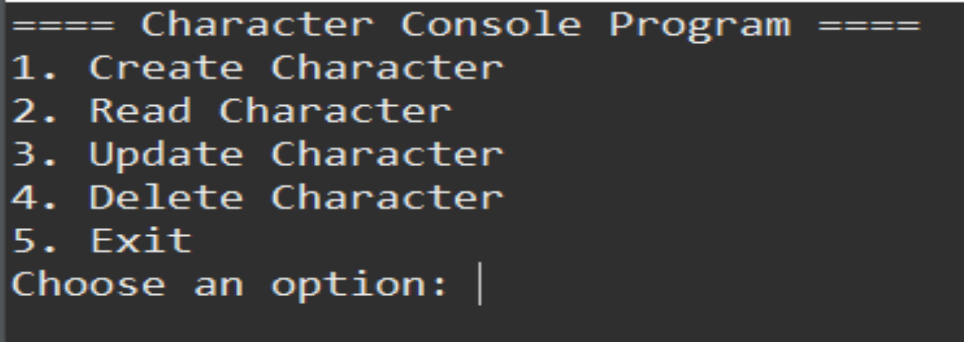 ==== Character Console Program ====
1. Create Character
2. Read Character
3. Update Character
4. Delete Character
5. Exit
Choose an option: